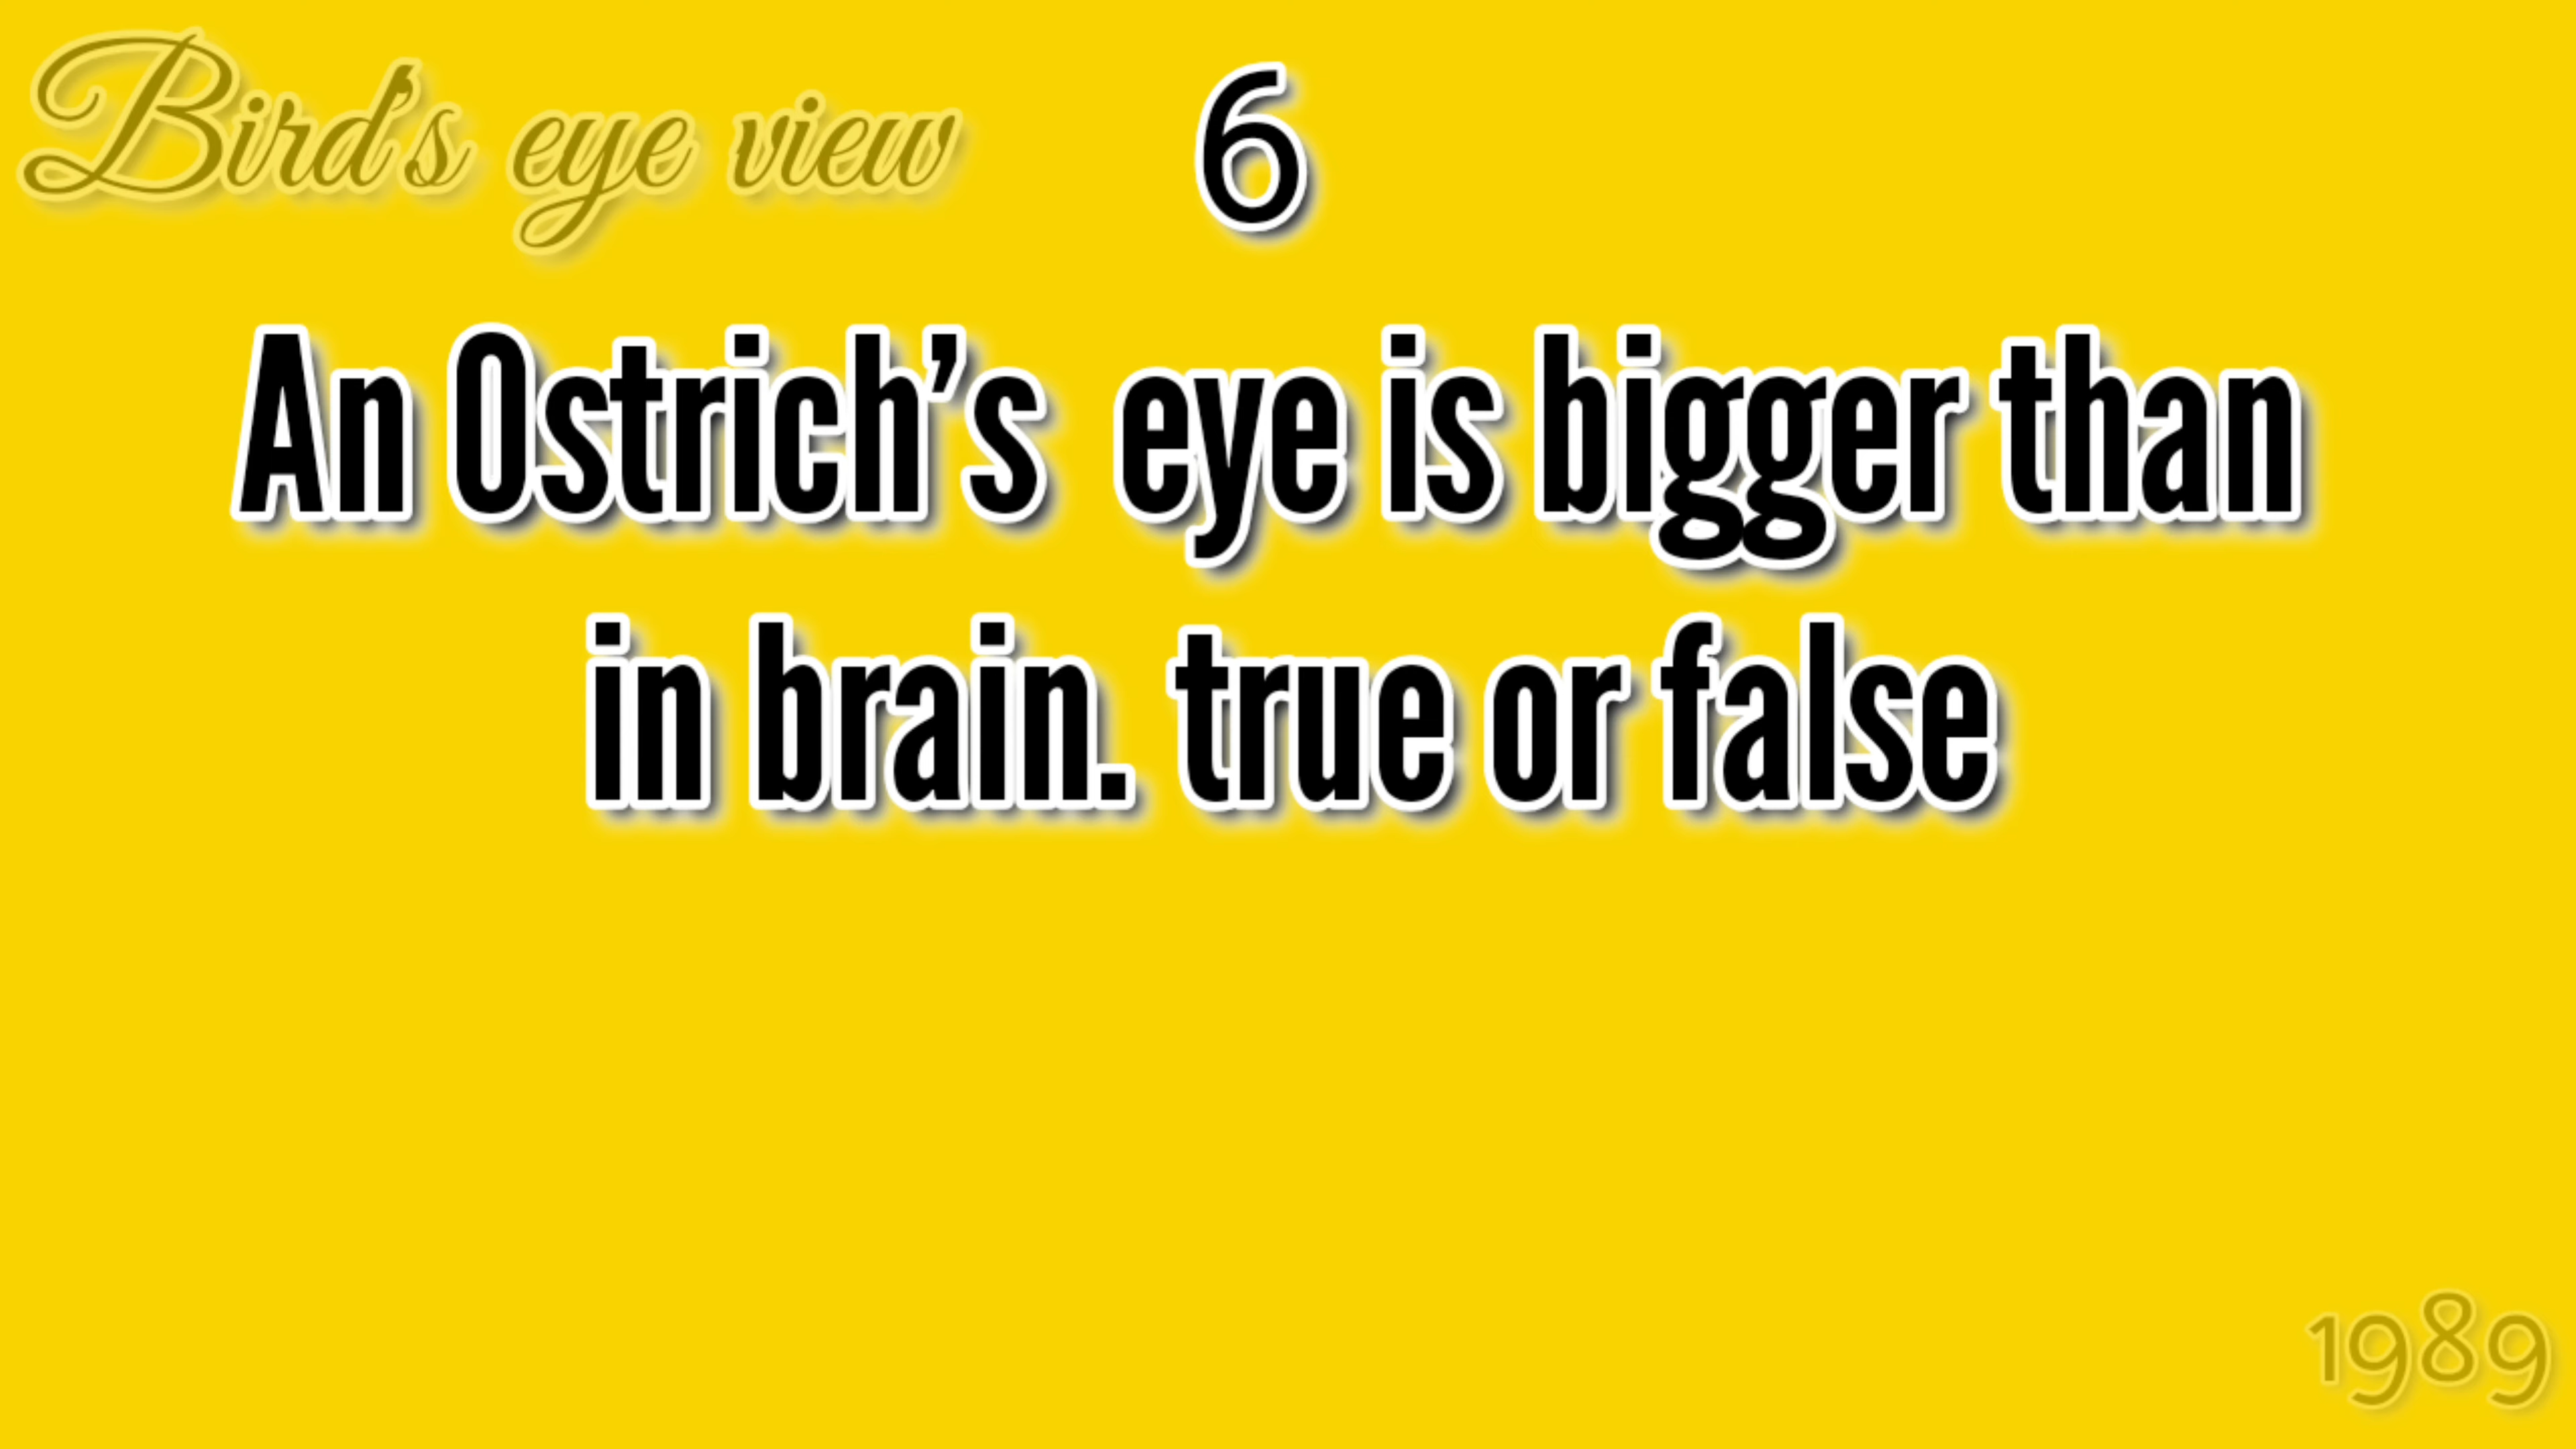 Bird's eye view
6
An Ostrich’s  eye is bigger than
in brain. true or false
1989